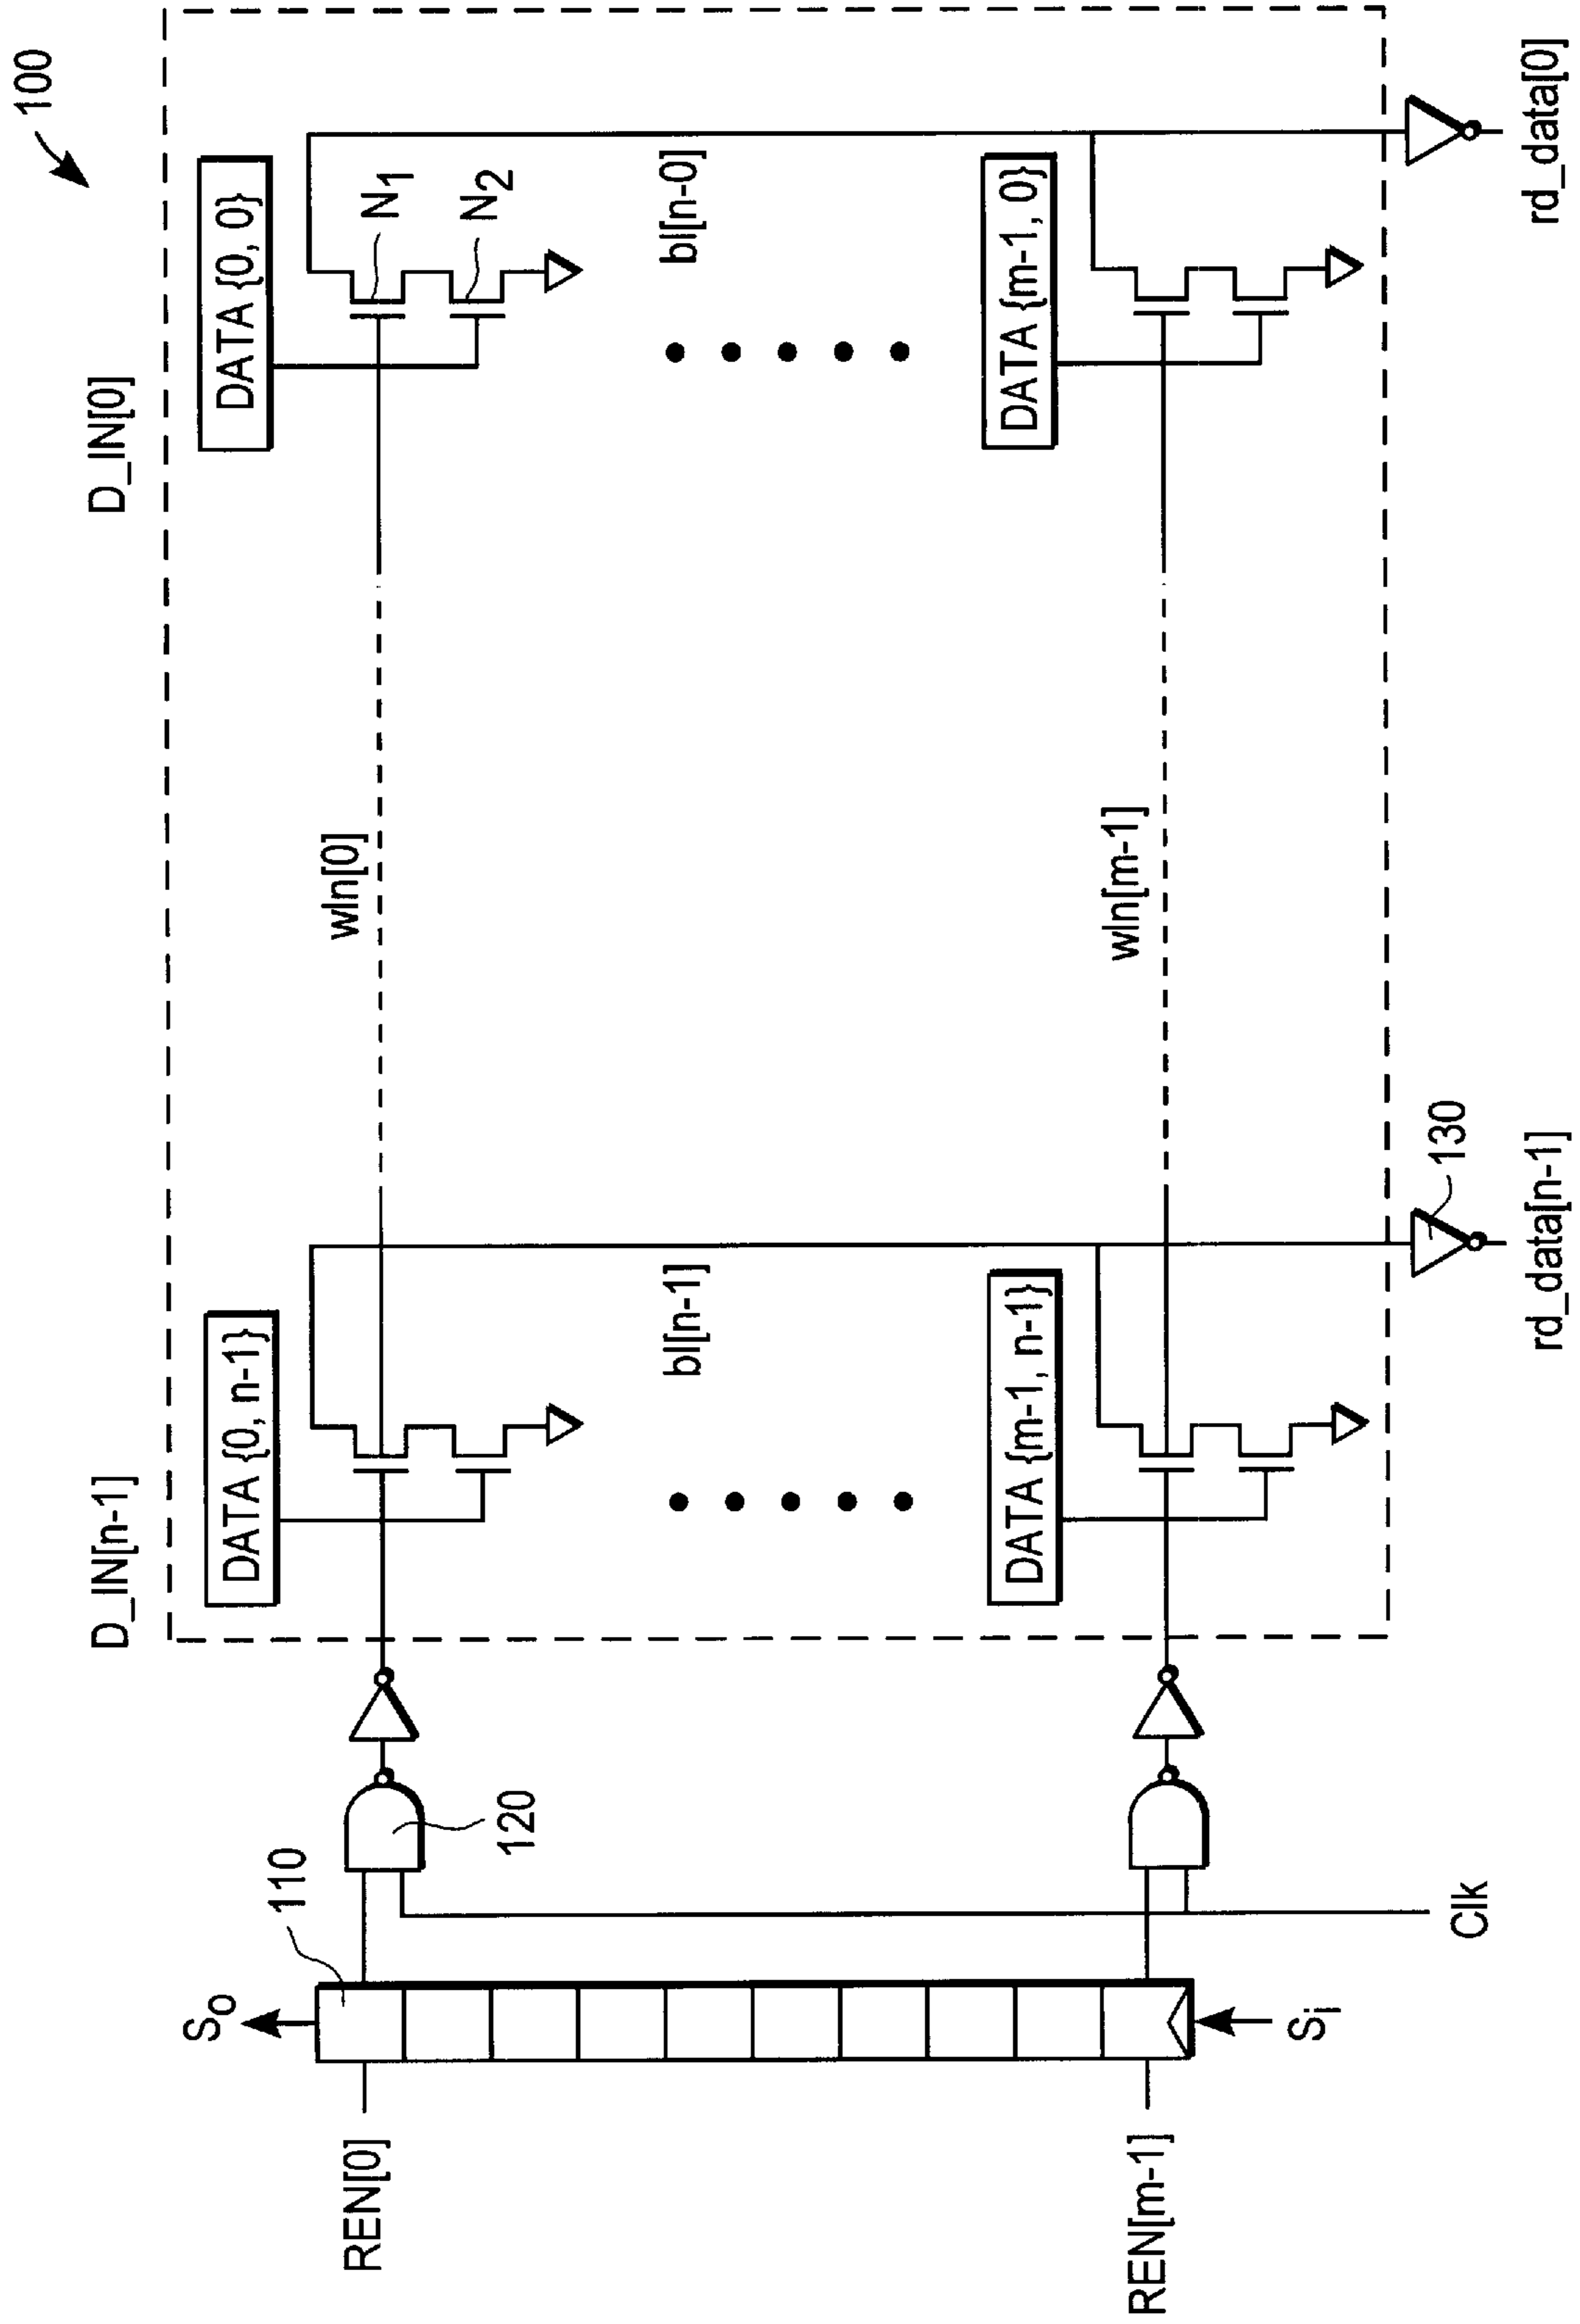 100
D_IN[n-1]
D_IN[0]
DATA {0, n-1}
DATA {0, 0}
N1
N2
wln[0]
bl[n-1]
bl[n-0]
DATA {m-1, n-1}
DATA {m-1, 0}
wln[m-1]
So
110
120
REN[0]
REN[m-1]
Si
Clk
130
rd_data[n-1]
rd_data[0]